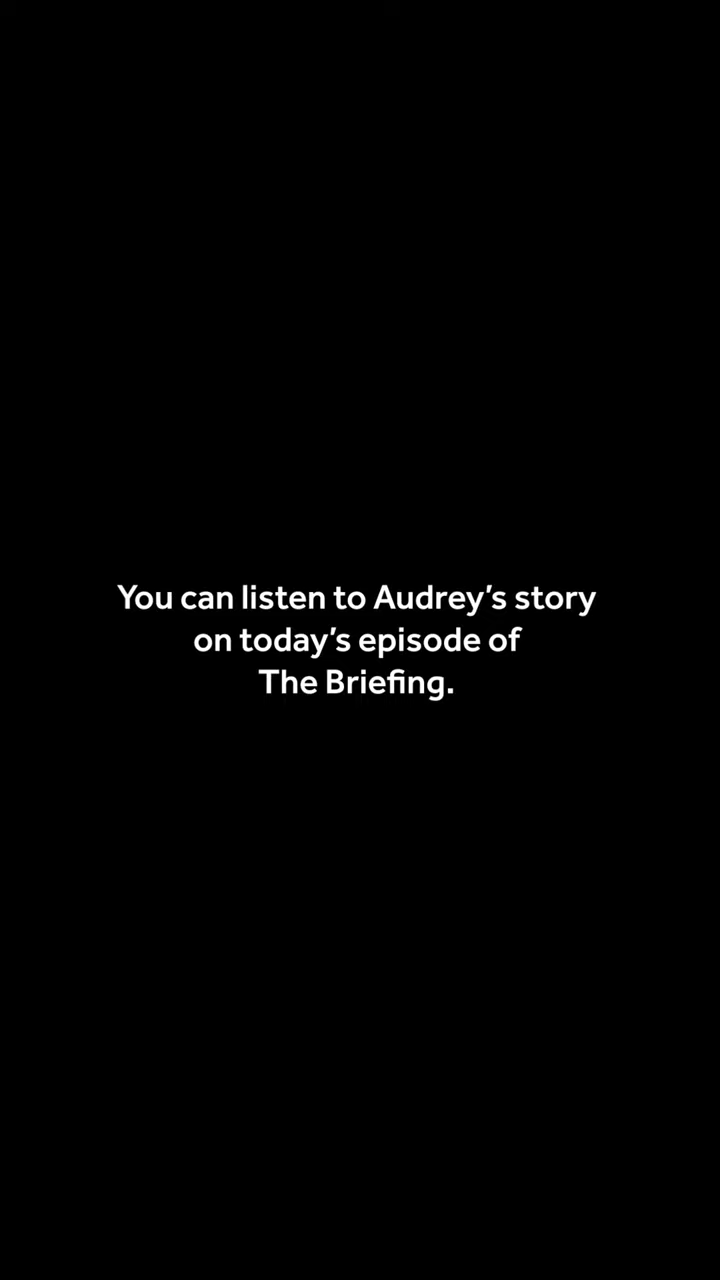 You can listen to Audrey’s story
on today’s episode of
The Briefing.